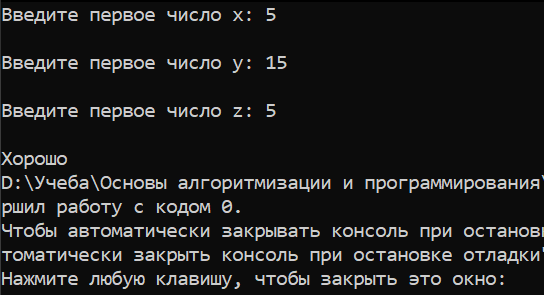 Введите первое число x: 5
Введите первое число y: 15
Введите первое число z: 5
Хорошо
D:\Учеба\Основы алгоритмизации и программирования\
ршил работу с кодом 0.
Чтобы автоматически закрывать консоль при останов
томатически закрыть консоль при остановке отладки"
Нажмите любую клавишу, чтобы закрыть это окно: